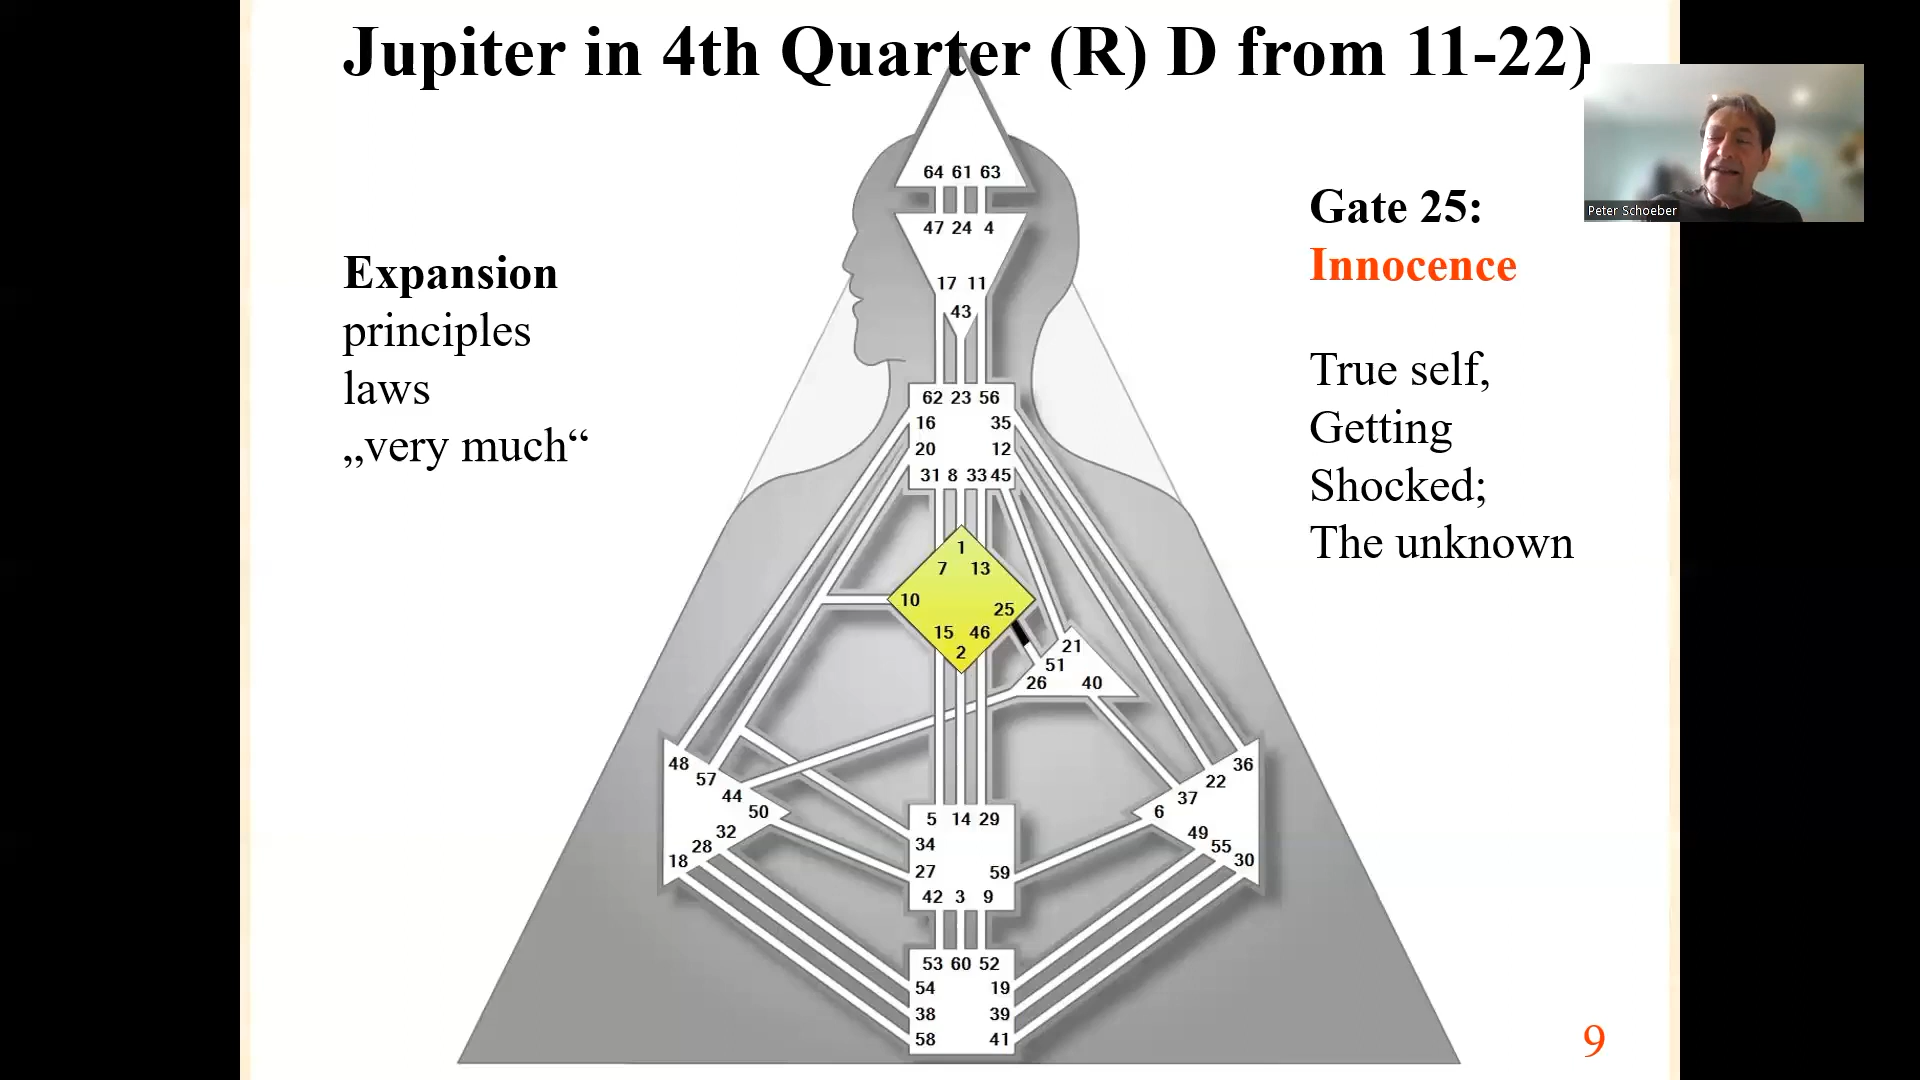 Jupiter in 4th Quarter (R) D from 11-22)
Peter Schoeber
Expansion
principles
laws
„very much“
Gate 25:
Innocence
True self,
Getting
Shocked;
The unknown
64 61 63
47 24 4
17 11
43
62 23 56
16 35
20 12
31 8 33 45
1
7 13
10
25
15 46
2
21
51
26 40
48
57
44
50
32
28
18
36
22
37
6
49
55
30
5 14 29
34
27 59
42 3 9
53 60 52
54 19
38 39
58 41
9